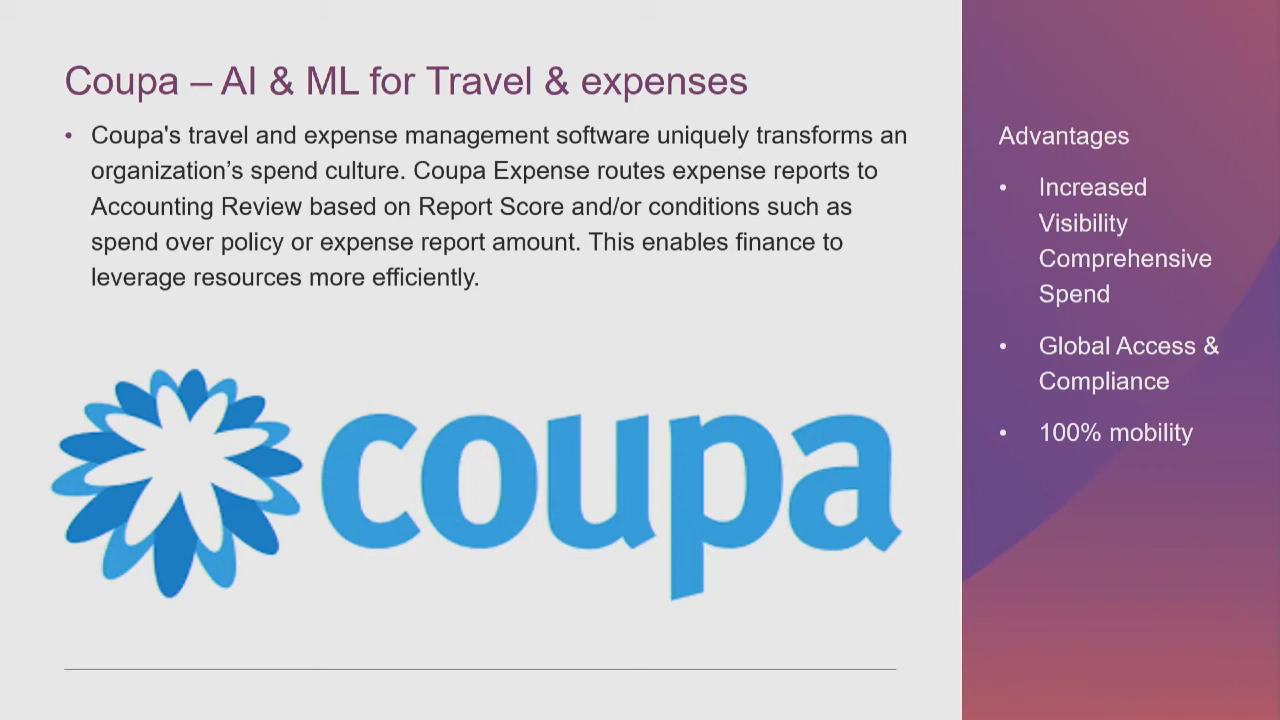 Coupa – AI & ML for Travel & expenses
• Coupa's travel and expense management software uniquely transforms an
organization’s spend culture. Coupa Expense routes expense reports to
Accounting Review based on Report Score and/or conditions such as
spend over policy or expense report amount. This enables finance to
leverage resources more efficiently.
coupa
Advantages
• Increased
Visibility
Comprehensive
Spend
• Global Access &
Compliance
• 100% mobility